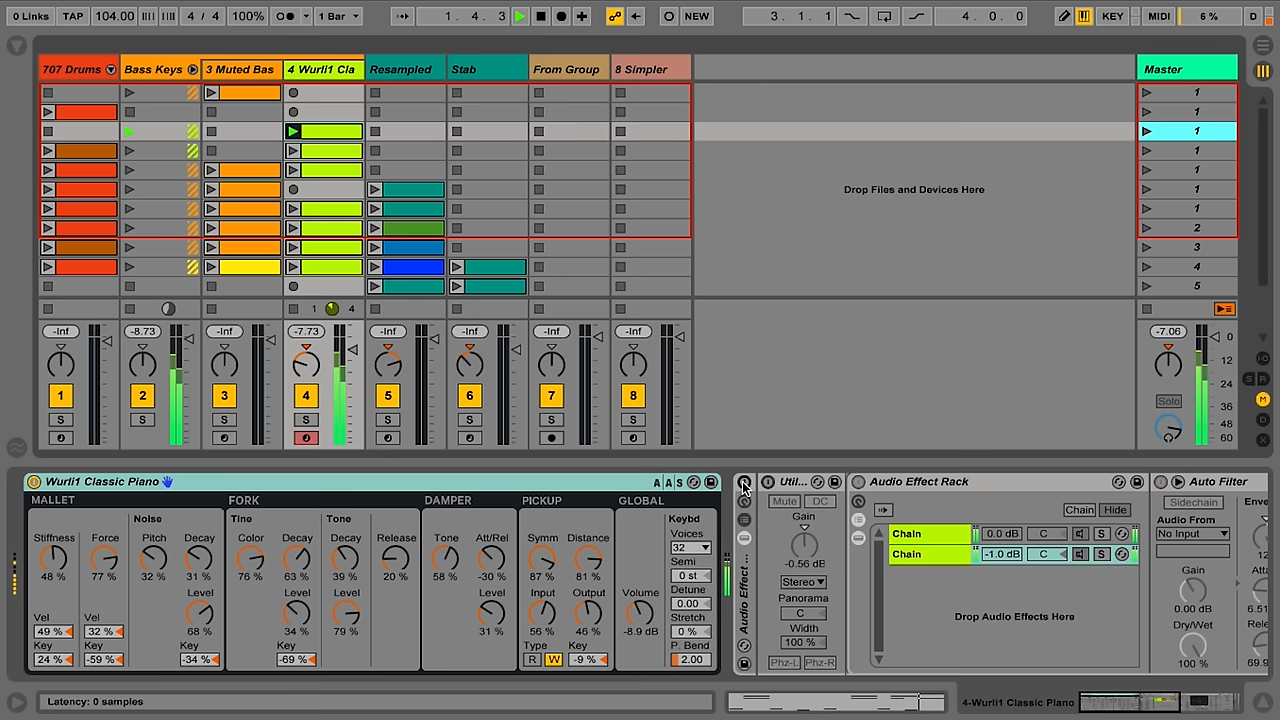 0 Links TAP 104.00 4 / 4 100% 1 Bar 1. 4. 3 NEW 3. 1. 1 4. 0. 0 KEY MIDI 6 % D
707 Drums Bass Keys 3 Muted Bas 4 Wurli1 Cla Resampled Stab From Group 8 Simpler Master
1
1
1
1
1
Drop Files and Devices Here 1
1
2
3
4
5
1 4
-Inf -8.73 -Inf -7.73 -Inf -Inf -Inf -Inf -7.06 0
12
24
1 2 3 4 5 6 7 8 Solo 36
S S S S S S S S 48
60
S R
M
D
X
Wurli1 Classic Piano A A S Util... Audio Effect Rack Auto Filter
MALLET FORK DAMPER PICKUP GLOBAL Mute DC Sidechain Enve
Noise Tine Tone Keybd Gain Chain Hide Audio From
Stiffness Force Pitch Decay Color Decay Decay Release Tone Att/Rel Symm Distance Voices No Input
32
48 % 77 % 32 % 31 % 76 % 63 % 39 % 20 % 58 % -30 % 87 % 81 % Semi
0 st
-0.56 dB
Chain 0.0 dB C S
Chain -1.0 dB C S
Level Level Level Level Input Output Volume Detune Stereo Gain
0.00 Panorama
Vel Vel Stretch C 0.00 dB 6.51
49 % 32 % 68 % 34 % 79 % 31 % 56 % 46 % -8.9 dB 0 % Width Drop Audio Effects Here Dry/Wet Rele
Key Key Key Key Type Key P. Bend 100 %
24 % -59 % -34 % -69 % R W -9 % 2.00 Phz-L Phz-R 100 % 69.9
Audio Effect ...
Latency: 0 samples 4-Wurli1 Classic Piano